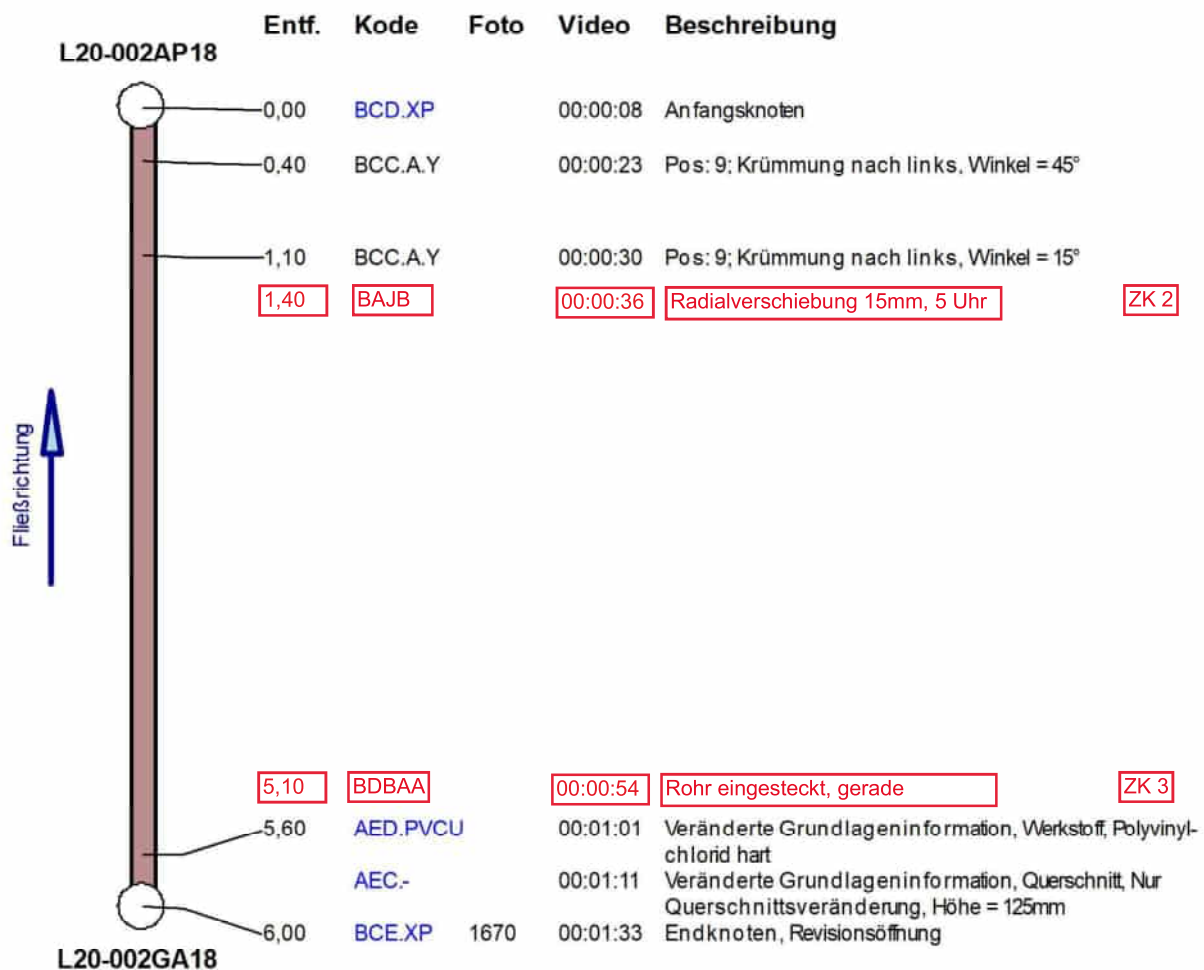 Entf. Kode Foto Video Beschreibung
L20-002AP18
0,00 BCD.XP 00:00:08 Anfangsknoten
0,40 BCC.A.Y 00:00:23 Pos: 9; Krümmung nach links, Winkel = 45°
1,10 BCC.A.Y 00:00:30 Pos: 9; Krümmung nach links, Winkel = 15°
1,40 BAJB 00:00:36 Radialverschiebung 15mm, 5 Uhr ZK 2
Fließrichtung
5,10 BDBAA 00:00:54 Rohr eingesteckt, gerade ZK 3
5,60 AED.PVCU 00:01:01 Veränderte Grundlageninformation, Werkstoff, Polyvinyl-
chlorid hart
AEC.- 00:01:11 Veränderte Grundlageninformation, Querschnitt, Nur
Querschnittsveränderung, Höhe = 125mm
6,00 BCE.XP 1670 00:01:33 Endknoten, Revisionsöffnung
L20-002GA18